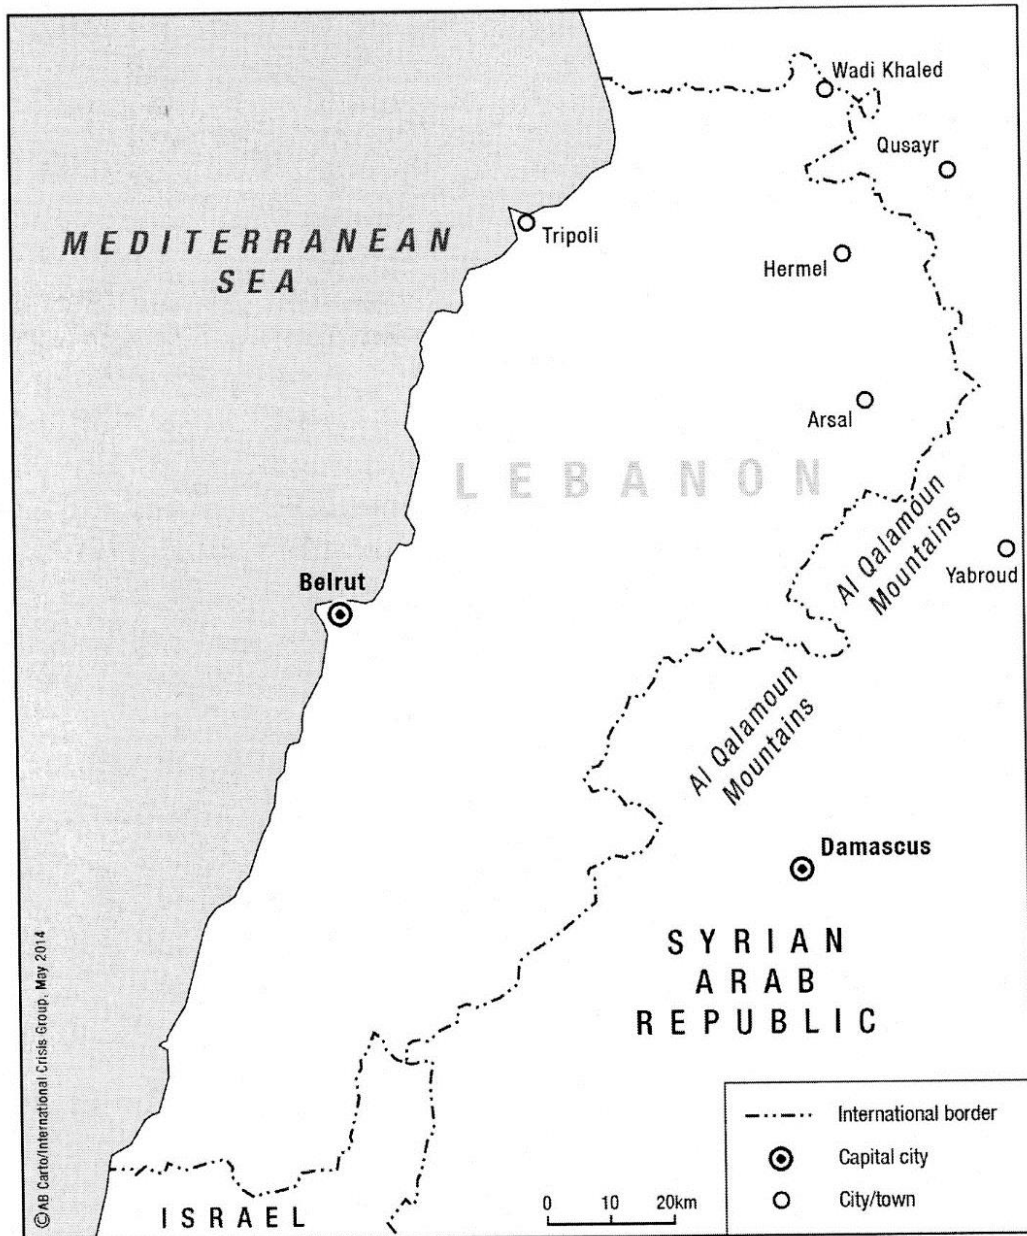 Wadi Khaled
Qusayr
Tripoli
MEDITERRANEAN
SEA
Hermel
Arsal
LEBANON
Al Qalamoun
Mountains
Yabroud
Beirut
Al Qalamoun
Mountains
Damascus
SYRIAN
ARAB
REPUBLIC
©AB Carto/International Crisis Group, May 2014
International border
Capital city
City/town
0 10 20km
ISRAEL